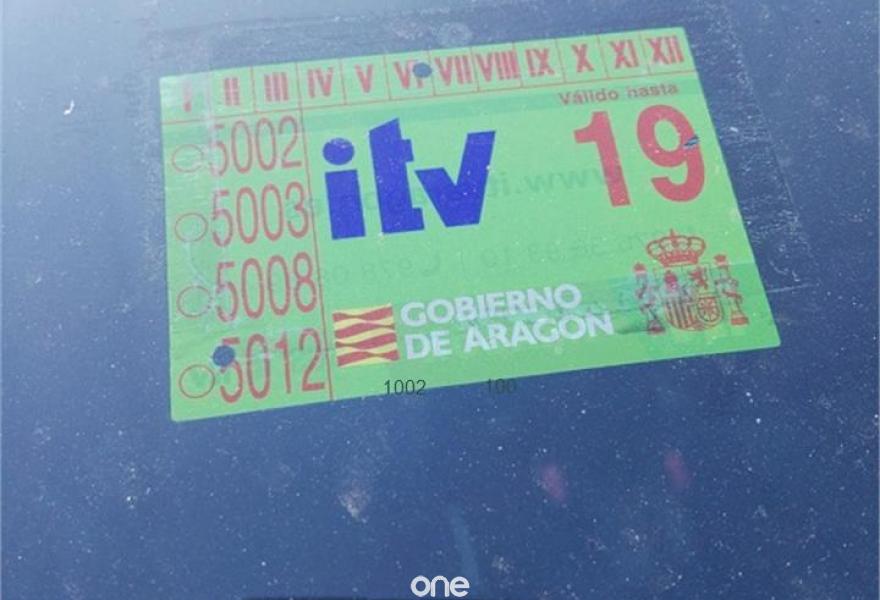 I II III IV V VI VII VIII IX X XI XII
Válido hasta
5002
itv
19
5003
5008
GOBIERNO
DE ARAGON
5012
1002 100
one